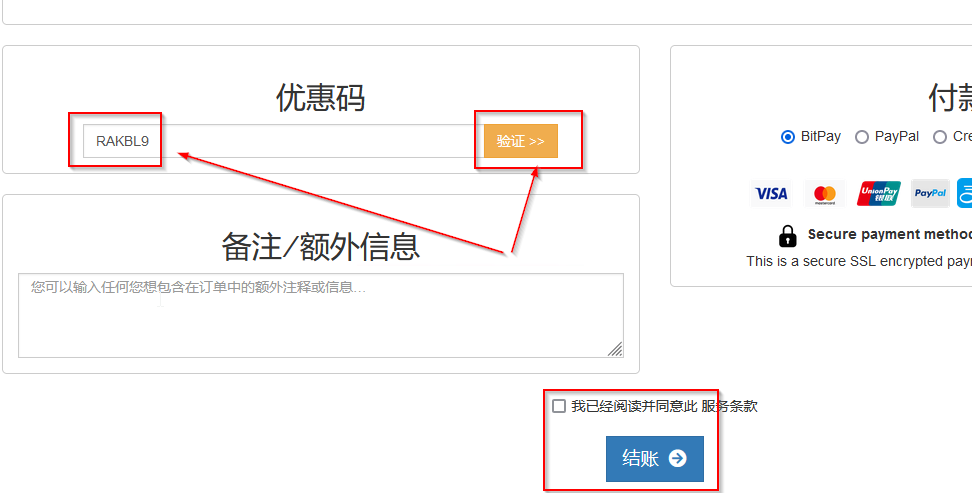 优惠码
RAKBL9
验证 >>
备注/额外信息
您可以输入任何您想包含在订单中的额外注释或信息...
付款
BitPay PayPal Cre
VISA mastercard UnionPay 银联 PayPal
Secure payment method
This is a secure SSL encrypted payn
我已经阅读并同意此 服务条款
结账